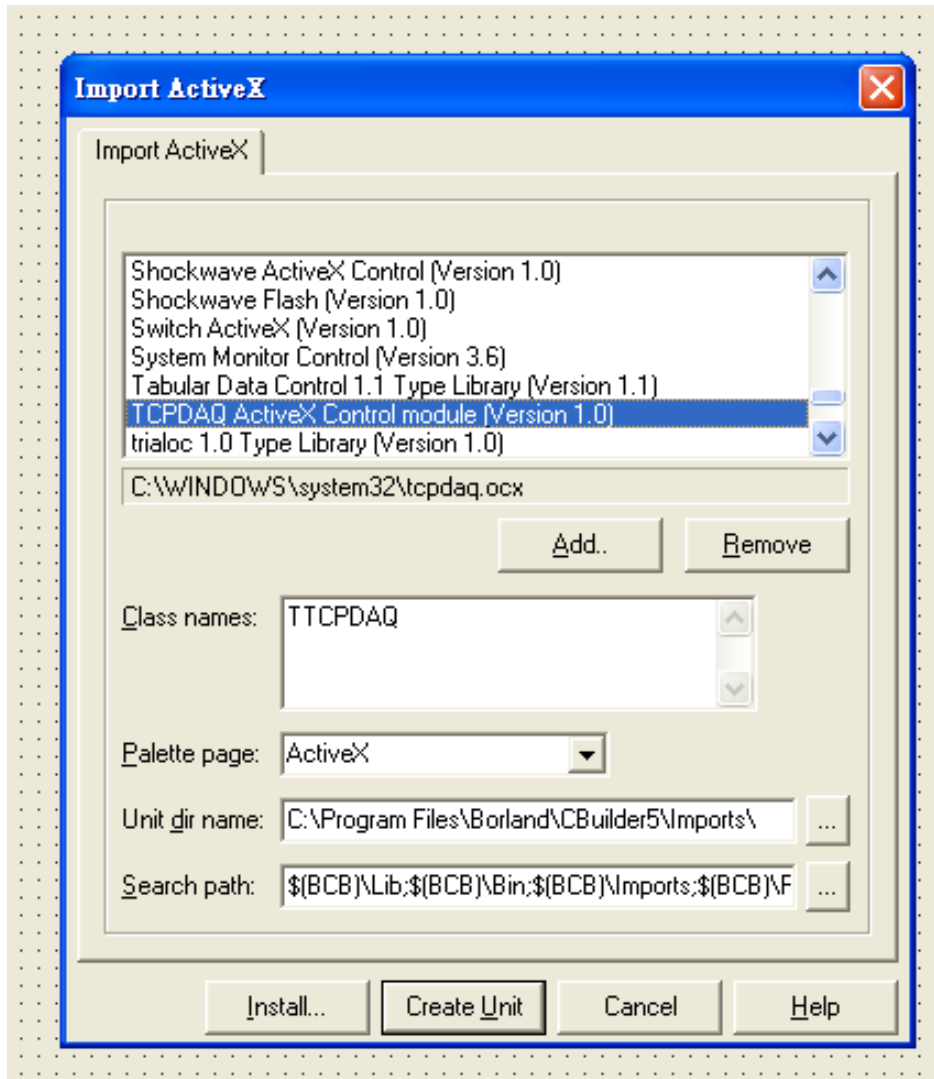 Import ActiveX
Import ActiveX
Shockwave ActiveX Control (Version 1.0)
Shockwave Flash (Version 1.0)
Switch ActiveX (Version 1.0)
System Monitor Control (Version 3.6)
Tabular Data Control 1.1 Type Library (Version 1.1)
TCPDAQ ActiveX Control module (Version 1.0)
trialoc 1.0 Type Library (Version 1.0)
C:\WINDOWS\system32\tcpdaq.ocx
Add.. Remove
Class names: TTCPDAQ
Palette page: ActiveX
Unit dir name: C:\Program Files\Borland\CBuilder5\Imports\ ...
Search path: $(BCB)\Lib;$(BCB)\Bin;$(BCB)\Imports;$(BCB)\F ...
Install... Create Unit Cancel Help